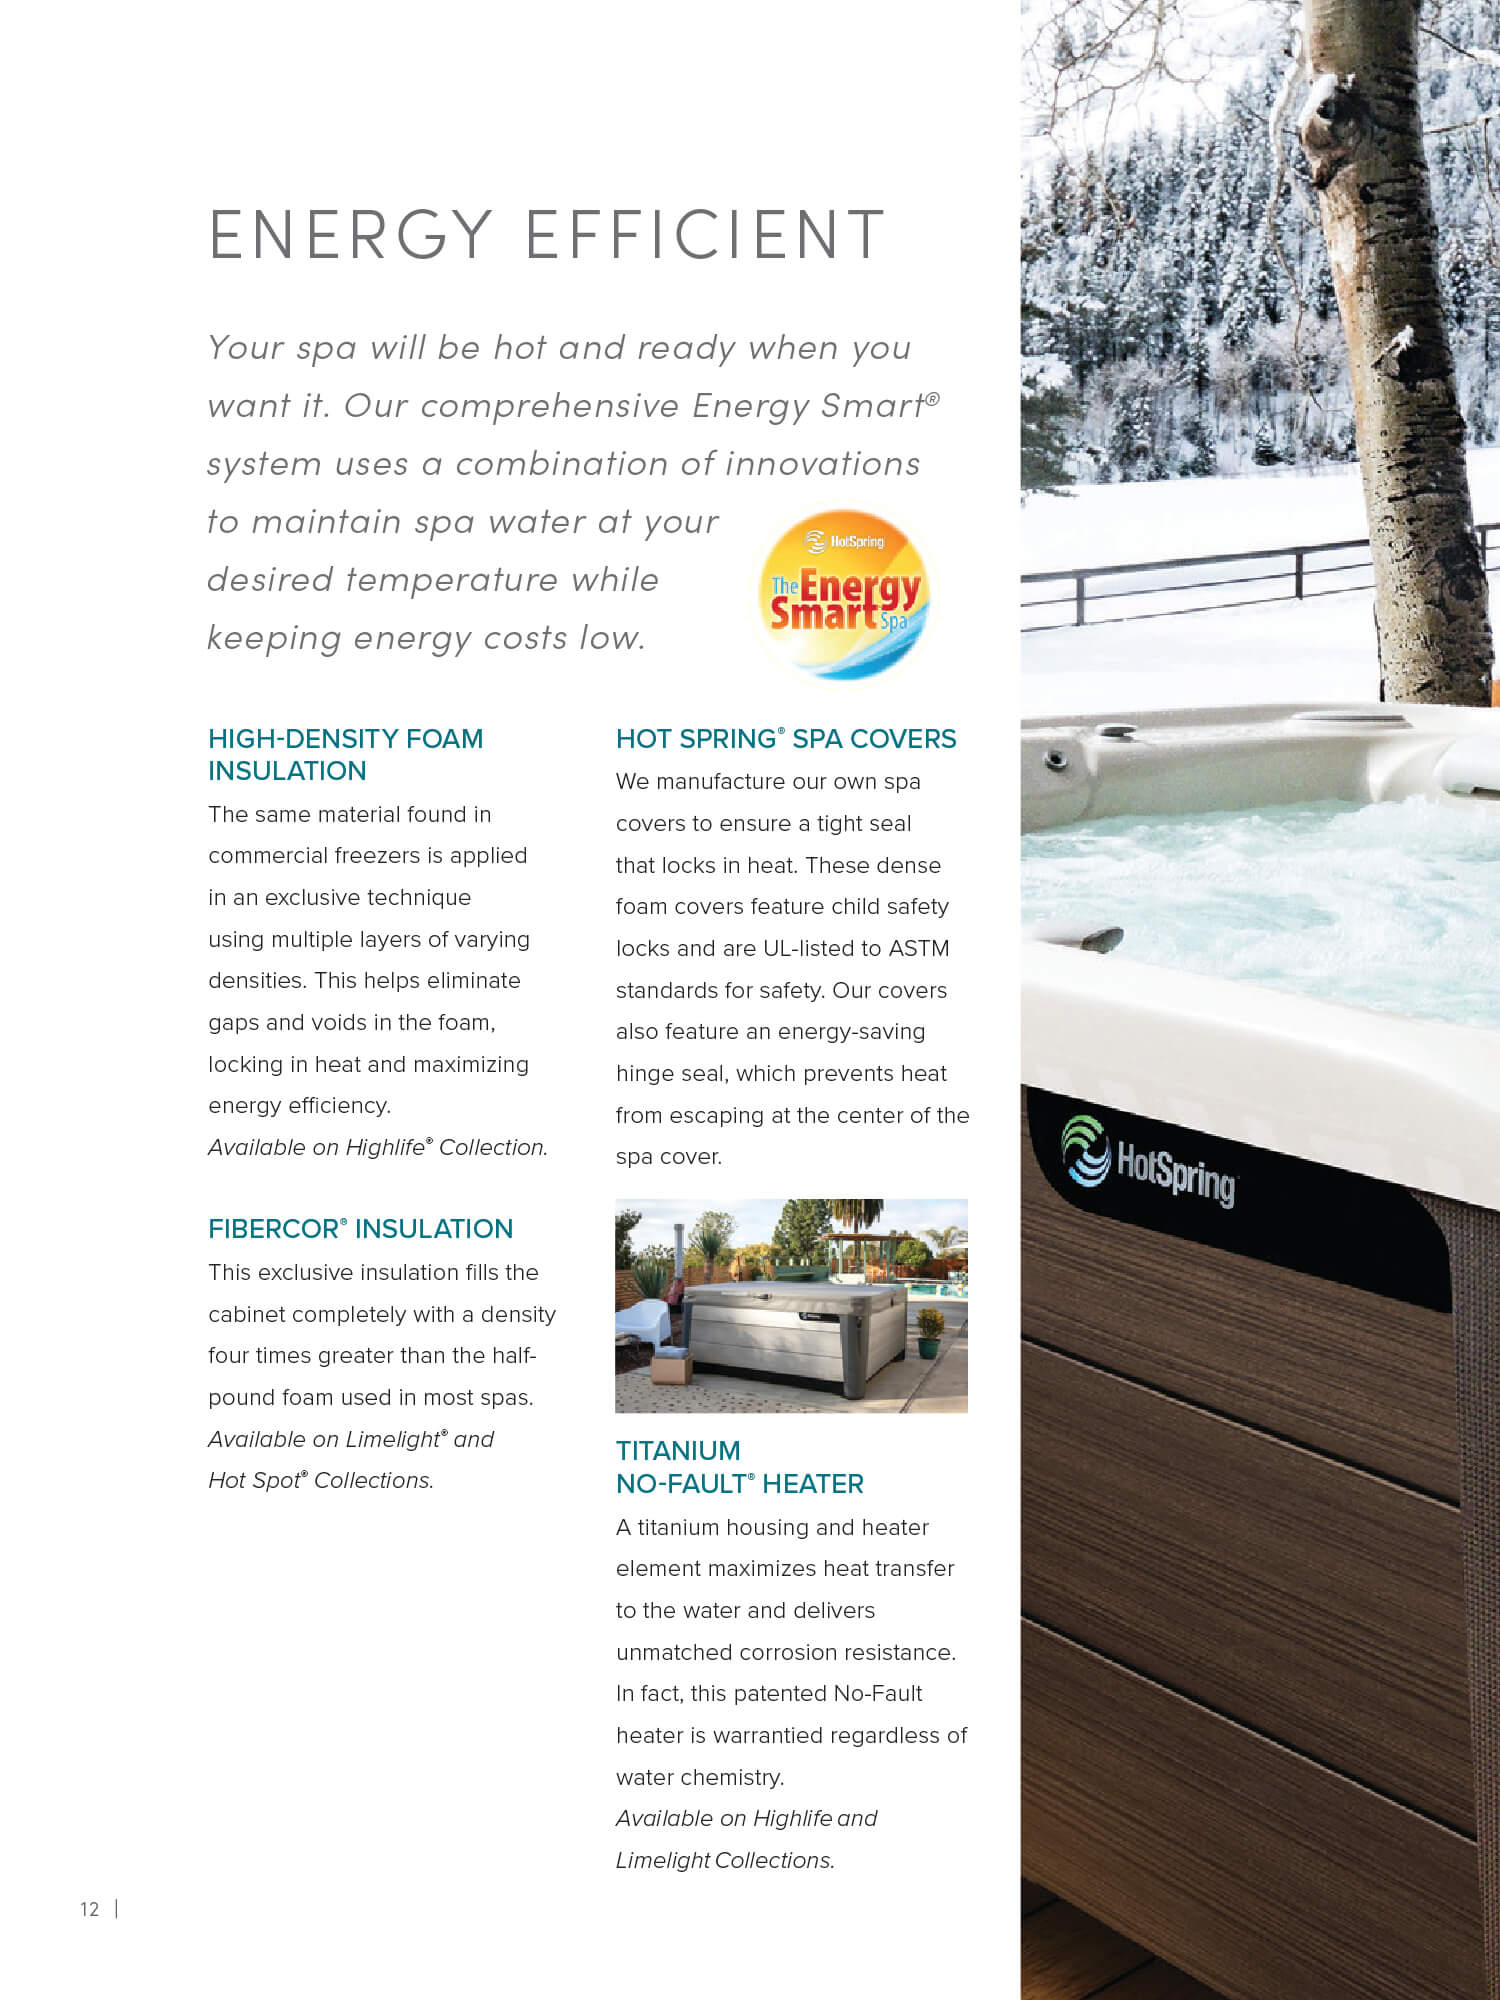 ENERGY EFFICIENT
Your spa will be hot and ready when you
want it. Our comprehensive Energy Smart®
system uses a combination of innovations
to maintain spa water at your
desired temperature while
keeping energy costs low.
HotSpring
The Energy
Smart Spa
HIGH-DENSITY FOAM
INSULATION
The same material found in
commercial freezers is applied
in an exclusive technique
using multiple layers of varying
densities. This helps eliminate
gaps and voids in the foam,
locking in heat and maximizing
energy efficiency.
Available on Highlife® Collection.
FIBERCOR® INSULATION
This exclusive insulation fills the
cabinet completely with a density
four times greater than the half-
pound foam used in most spas.
Available on Limelight® and
Hot Spot® Collections.
HOT SPRING® SPA COVERS
We manufacture our own spa
covers to ensure a tight seal
that locks in heat. These dense
foam covers feature child safety
locks and are UL-listed to ASTM
standards for safety. Our covers
also feature an energy-saving
hinge seal, which prevents heat
from escaping at the center of the
spa cover.
TITANIUM
NO-FAULT® HEATER
A titanium housing and heater
element maximizes heat transfer
to the water and delivers
unmatched corrosion resistance.
In fact, this patented No-Fault
heater is warrantied regardless of
water chemistry.
Available on Highlife and
Limelight Collections.
HotSpring
12 |